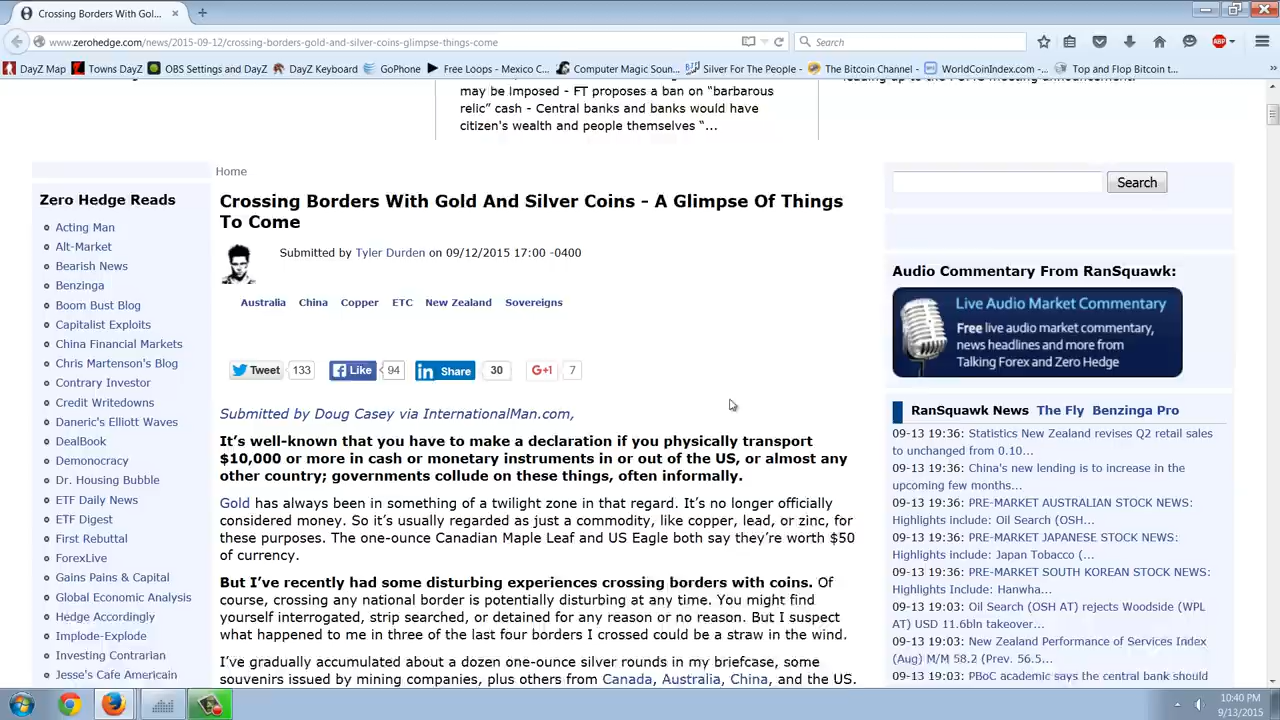 Crossing Borders With Gol...
www.zerohedge.com/news/2015-09-12/crossing-borders-gold-and-silver-coins-glimpse-things-come
Search
ABP
DayZ Map
Towns DayZ
OBS Settings and DayZ
DayZ Keyboard
GoPhone
Free Loops - Mexico C...
Computer Magic Soun...
Silver For The People -
The Bitcoin Channel -
WorldCoinIndex.com -...
Top and Flop Bitcoin t...
may be Imposed - FT proposes a ban on “barbarous
relic” cash - Central banks and banks would have
citizen's wealth and people themselves “...
Home
Zero Hedge Reads
Acting Man
Alt-Market
Bearish News
Benzinga
Boom Bust Blog
Capitalist Exploits
China Financial Markets
Chris Martenson's Blog
Contrary Investor
Credit Writedowns
Daneric's Elliott Waves
DealBook
Demonocracy
Dr. Housing Bubble
ETF Daily News
ETF Digest
First Rebuttal
ForexLive
Gains Pains & Capital
Global Economic Analysis
Hedge Accordingly
Implode-Explode
Investing Contrarian
Jesse's Cafe Americain
Crossing Borders With Gold And Silver Coins - A Glimpse Of Things
To Come
Submitted by Tyler Durden on 09/12/2015 17:00 -0400
Australia China Copper ETC New Zealand Sovereigns
Tweet 133 Like 94 Share 30 G+1 7
Submitted by Doug Casey via InternationalMan.com,
It’s well-known that you have to make a declaration if you physically transport
$10,000 or more in cash or monetary instruments in or out of the US, or almost any
other country; governments collude on these things, often informally.
Gold has always been in something of a twilight zone in that regard. It’s no longer officially
considered money. So it’s usually regarded as just a commodity, like copper, lead, or zinc, for
these purposes. The one-ounce Canadian Maple Leaf and US Eagle both say they’re worth $50
of currency.
But I’ve recently had some disturbing experiences crossing borders with coins. Of
course, crossing any national border is potentially disturbing at any time. You might find
yourself interrogated, strip searched, or detained for any reason or no reason. But I suspect
what happened to me in three of the last four borders I crossed could be a straw in the wind.
I’ve gradually accumulated about a dozen one-ounce silver rounds in my briefcase, some
souvenirs issued by mining companies, plus others from Canada, Australia, China, and the US.
Search
Audio Commentary From RanSquawk:
Live Audio Market Commentary
Free live audio market commentary,
news headlines and more from
Talking Forex and Zero Hedge
RanSquawk News The Fly Benzinga Pro
09-13 19:36: Statistics New Zealand revises Q2 retail sales
to unchanged from 0.10...
09-13 19:36: China's new lending is to increase in the
upcoming few months...
09-13 19:36: PRE-MARKET AUSTRALIAN STOCK NEWS:
Highlights include: Oil Search (OSH...
09-13 19:36: PRE-MARKET JAPANESE STOCK NEWS:
Highlights include: Japan Tobacco (...
09-13 19:36: PRE-MARKET SOUTH KOREAN STOCK NEWS:
Highlights include: Hanwha...
09-13 19:03: Oil Search (OSH AT) rejects Woodside (WPL
AT) USD 11.6bln takeover...
09-13 19:03: New Zealand Performance of Services Index
(Aug) M/M 58.2 (Prev. 56.5...
09-13 19:03: PBoC academic says the central bank should
10:40 PM
9/13/2015